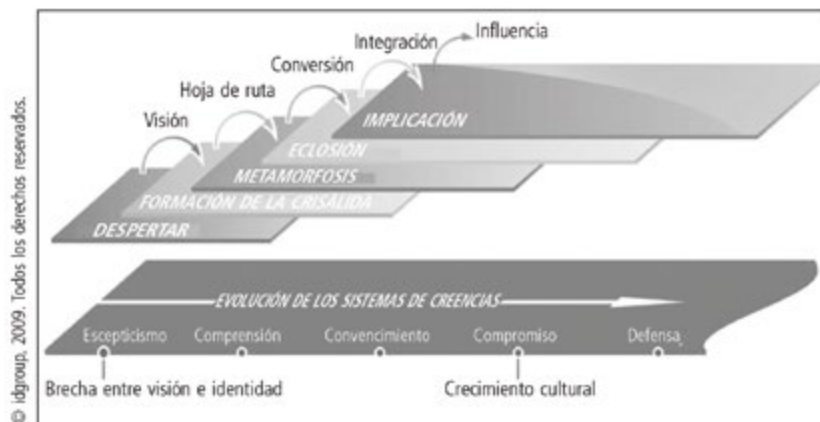 Influencia
Integración
Conversión
Hoja de ruta
Visión
IMPLICACIÓN
ECLOSIÓN
METAMORFOSIS
FORMACIÓN DE LA CRISÁLIDA
DESPERTAR
EVOLUCIÓN DE LOS SISTEMAS DE CREENCIAS
Escepticismo Comprensión Convencimiento Compromiso Defensa
Brecha entre visión e identidad Crecimiento cultural
© idgroup, 2009. Todos los derechos reservados.